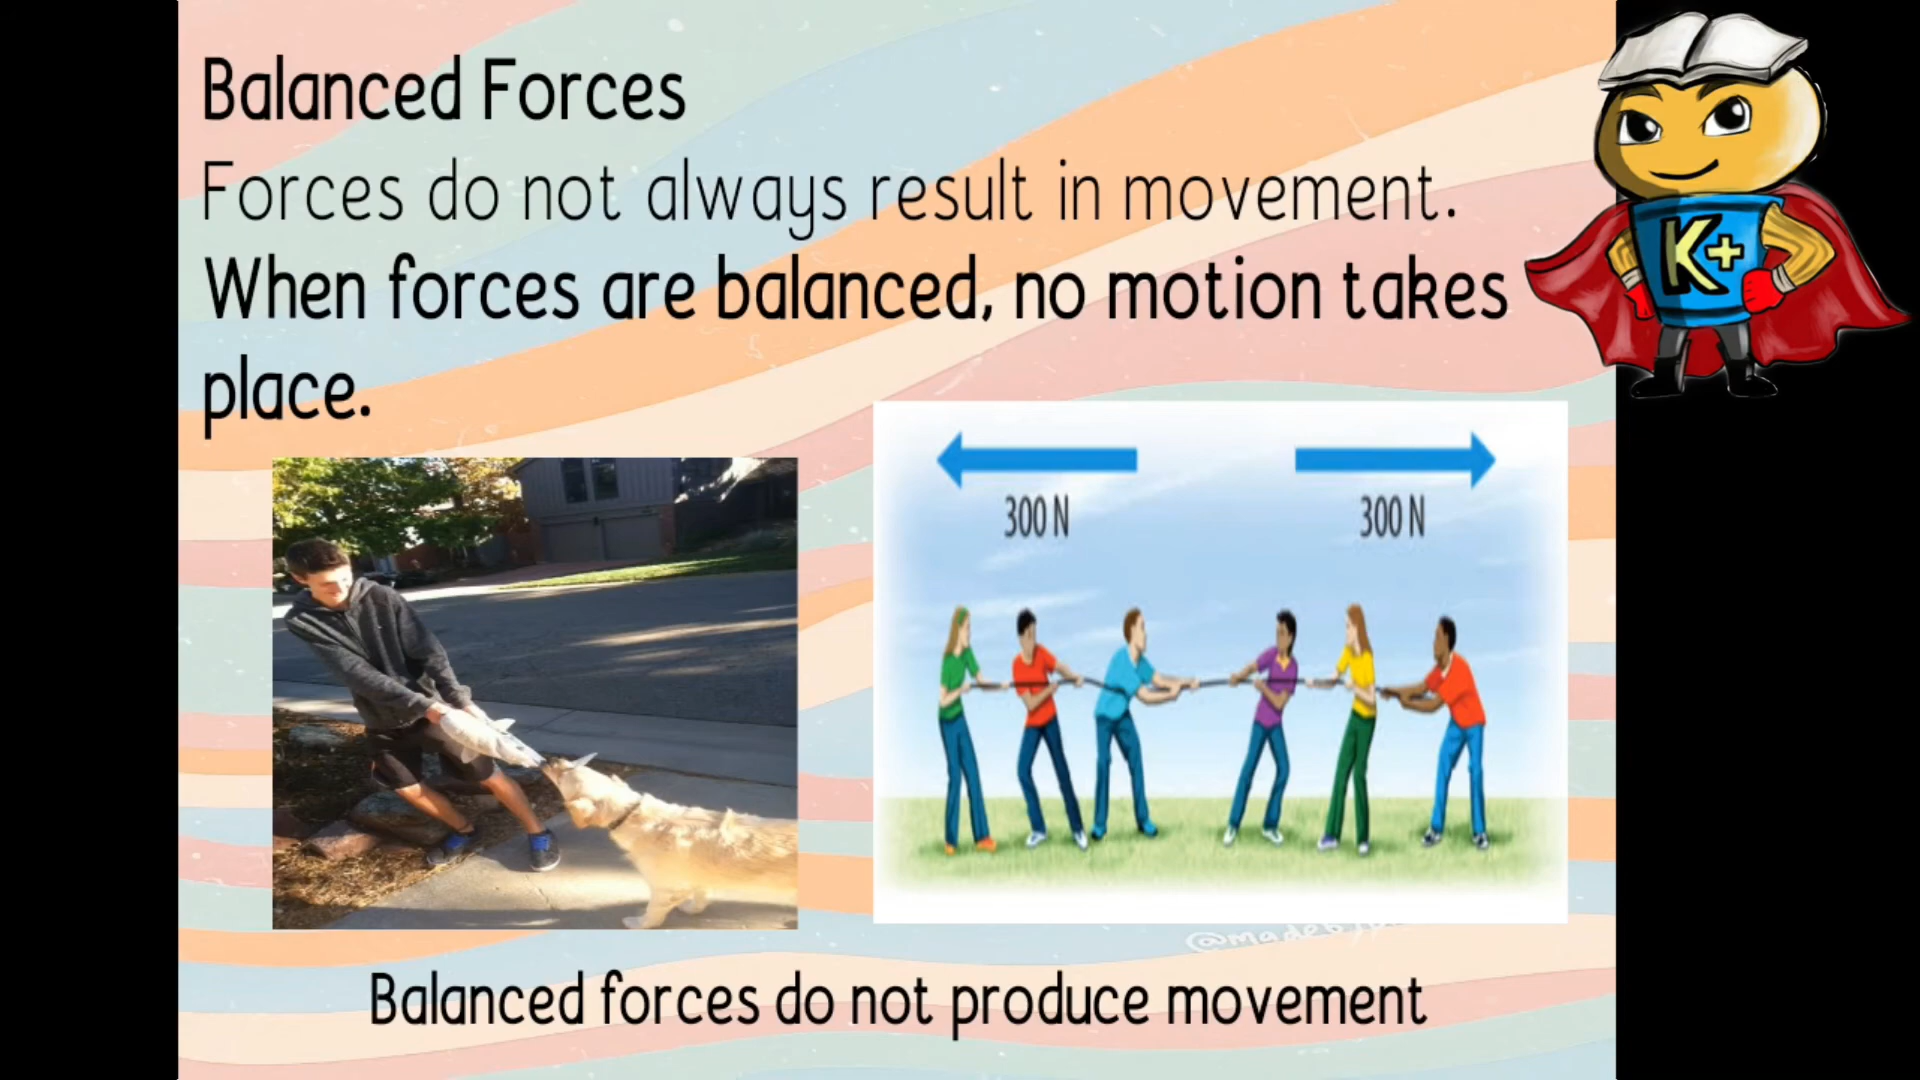 Balanced Forces
Forces do not always result in movement.
When forces are balanced, no motion takes
place.
K+
300 N
300 N
Balanced forces do not produce movement